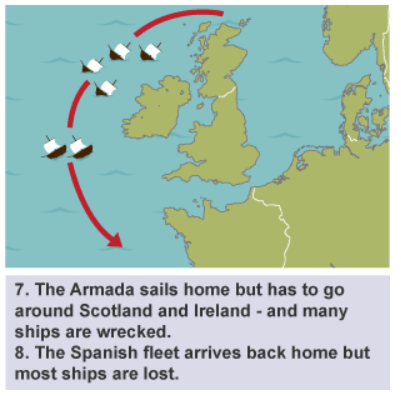 7. The Armada sails home but has to go
around Scotland and Ireland - and many
ships are wrecked.
8. The Spanish fleet arrives back home but
most ships are lost.